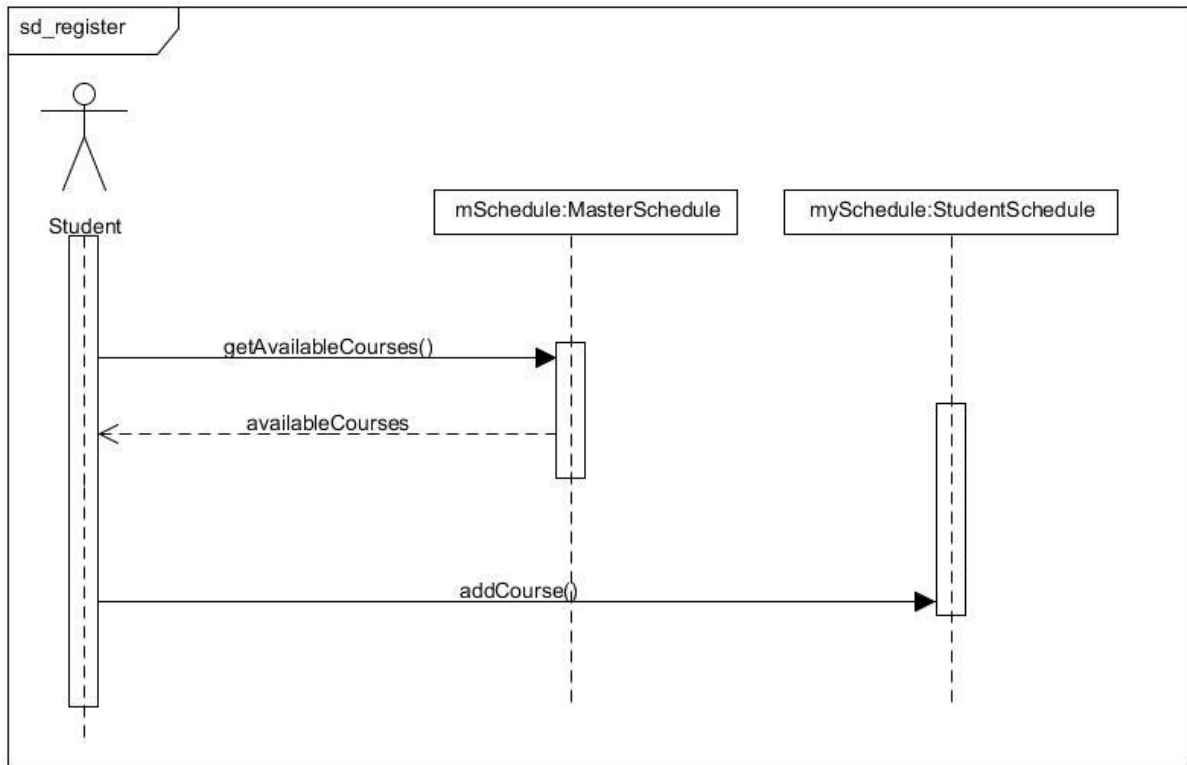 sd_register
Student
mSchedule:MasterSchedule
mySchedule:StudentSchedule
getAvailableCourses()
availableCourses
addCourse()